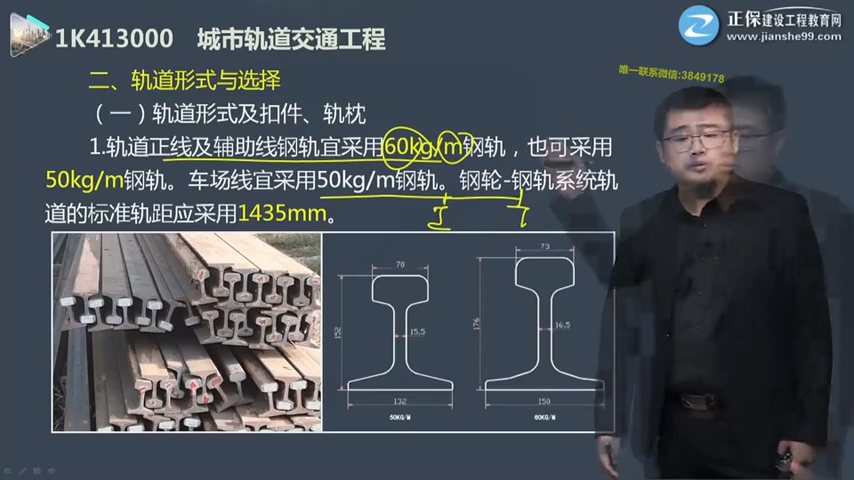 1K413000 城市轨道交通工程
正保建设工程教育网
www.jianshe99.com
唯一联系微信:3849178
二、轨道形式与选择
（一）轨道形式及扣件、轨枕
1.轨道正线及辅助线钢轨宜采用60kg/m钢轨，也可采用
50kg/m钢轨。车场线宜采用50kg/m钢轨。钢轮-钢轨系统轨
道的标准轨距应采用1435mm。
70
152
15,5
132
50KG/M
73
176
16,5
150
60KG/M